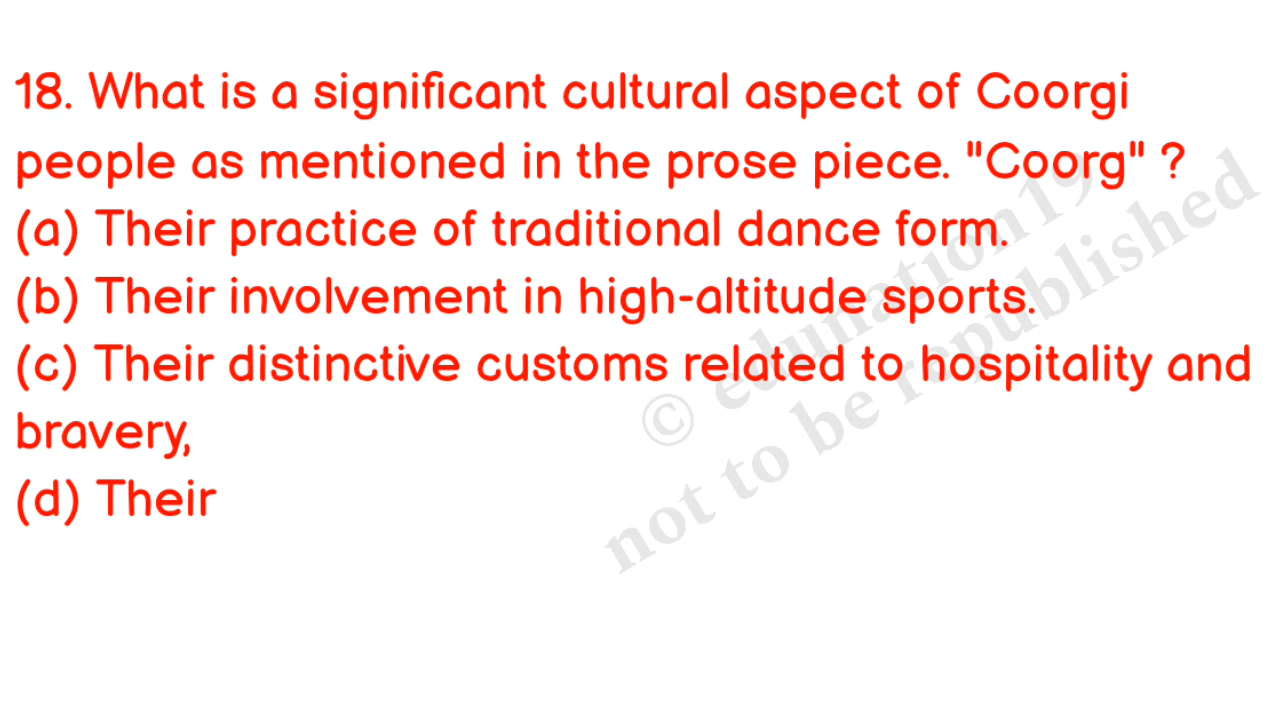 18. What is a significant cultural aspect of Coorgi
people as mentioned in the prose piece. "Coorg" ?
(a) Their practice of traditional dance form.
(b) Their involvement in high-altitude sports.
(c) Their distinctive customs related to hospitality and
bravery,
(d) Their
© edunation19
not to be republished